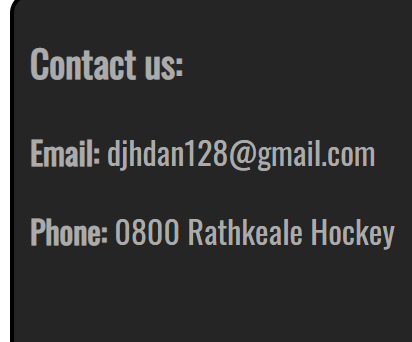 Contact us:
Email: djhdan128@gmail.com
Phone: 0800 Rathkeale Hockey